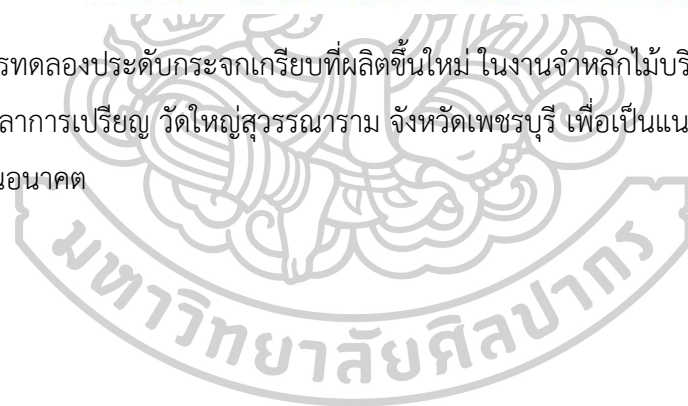 รทดลองประดับกระจกเกรียบที่ผลิตขึ้นใหม่ ในงานจำหลักไม้บริ
ลาการเปรียญ วัดใหญ่สุวรรณาราม จังหวัดเพชรบุรี เพื่อเป็นแน
นอนาคต
มหาวิทยาลัยศิลปากร